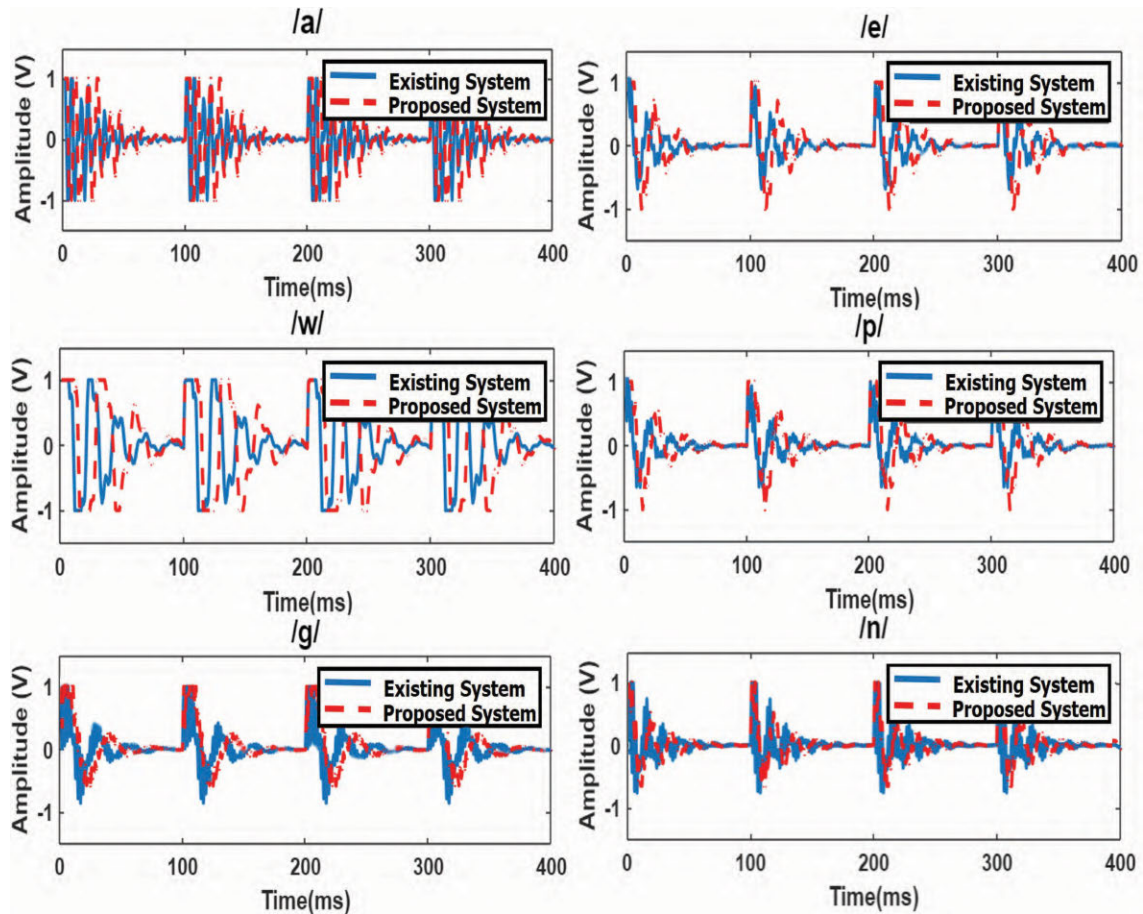 /a/
Amplitude (V)
1
0
-1
Existing System
Proposed System
0 100 200 300 400
Time(ms)
/e/
Amplitude (V)
1
0
-1
Existing System
Proposed System
0 100 200 300 400
Time(ms)
/w/
Amplitude (V)
1
0
-1
Existing System
Proposed System
0 100 200 300 400
Time(ms)
/p/
Amplitude (V)
1
0
-1
Existing System
Proposed System
0 100 200 300 400
Time(ms)
/g/
Amplitude (V)
1
0
-1
Existing System
Proposed System
0 100 200 300 400
Time(ms)
/n/
Amplitude (V)
1
0
-1
Existing System
Proposed System
0 100 200 300 400
Time(ms)